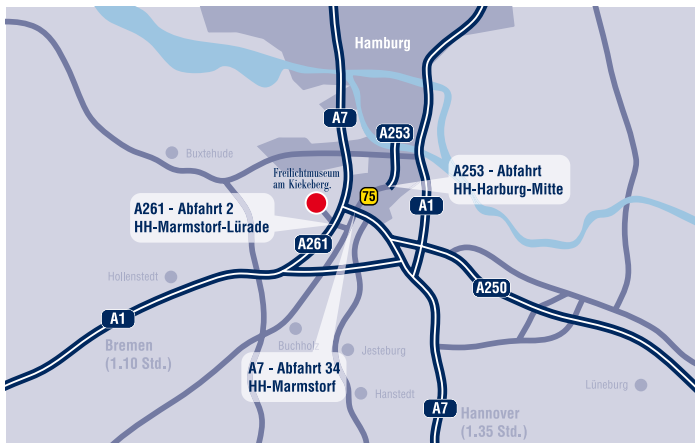 Hamburg
A7
A253
Buxtehude
Freilichtmuseum
am Kiekeberg.
A253 - Abfahrt
HH-Harburg-Mitte
75
A261 - Abfahrt 2
HH-Marmstorf-Lürade
A1
A261
Hollenstedt
A250
A1
Bremen
(1.10 Std.)
Buchholz
Jesteburg
A7 - Abfahrt 34
HH-Marmstorf
Hanstedt
Lüneburg
A7
Hannover
(1.35 Std.)